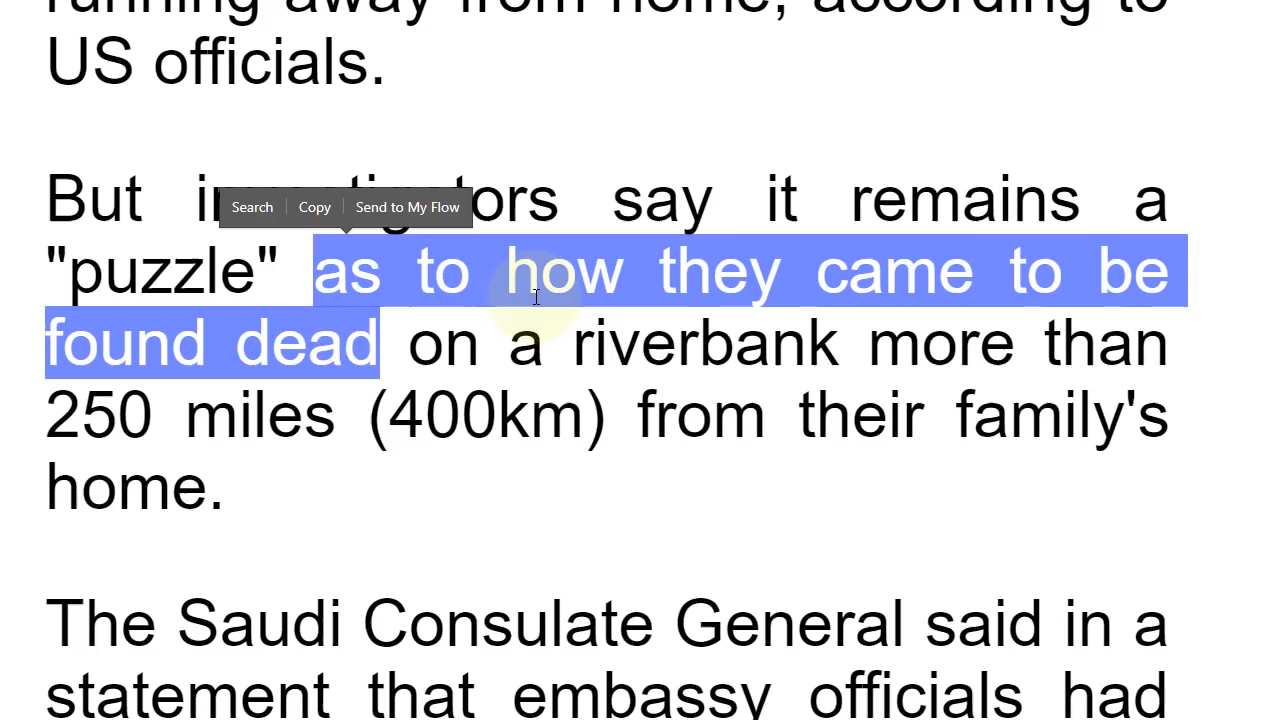 running away from home, according to
US officials.
But investigators say it remains a
Search Copy Send to My Flow
"puzzle" as to how they came to be
found dead on a riverbank more than
250 miles (400km) from their family's
home.
The Saudi Consulate General said in a
statement that embassy officials had